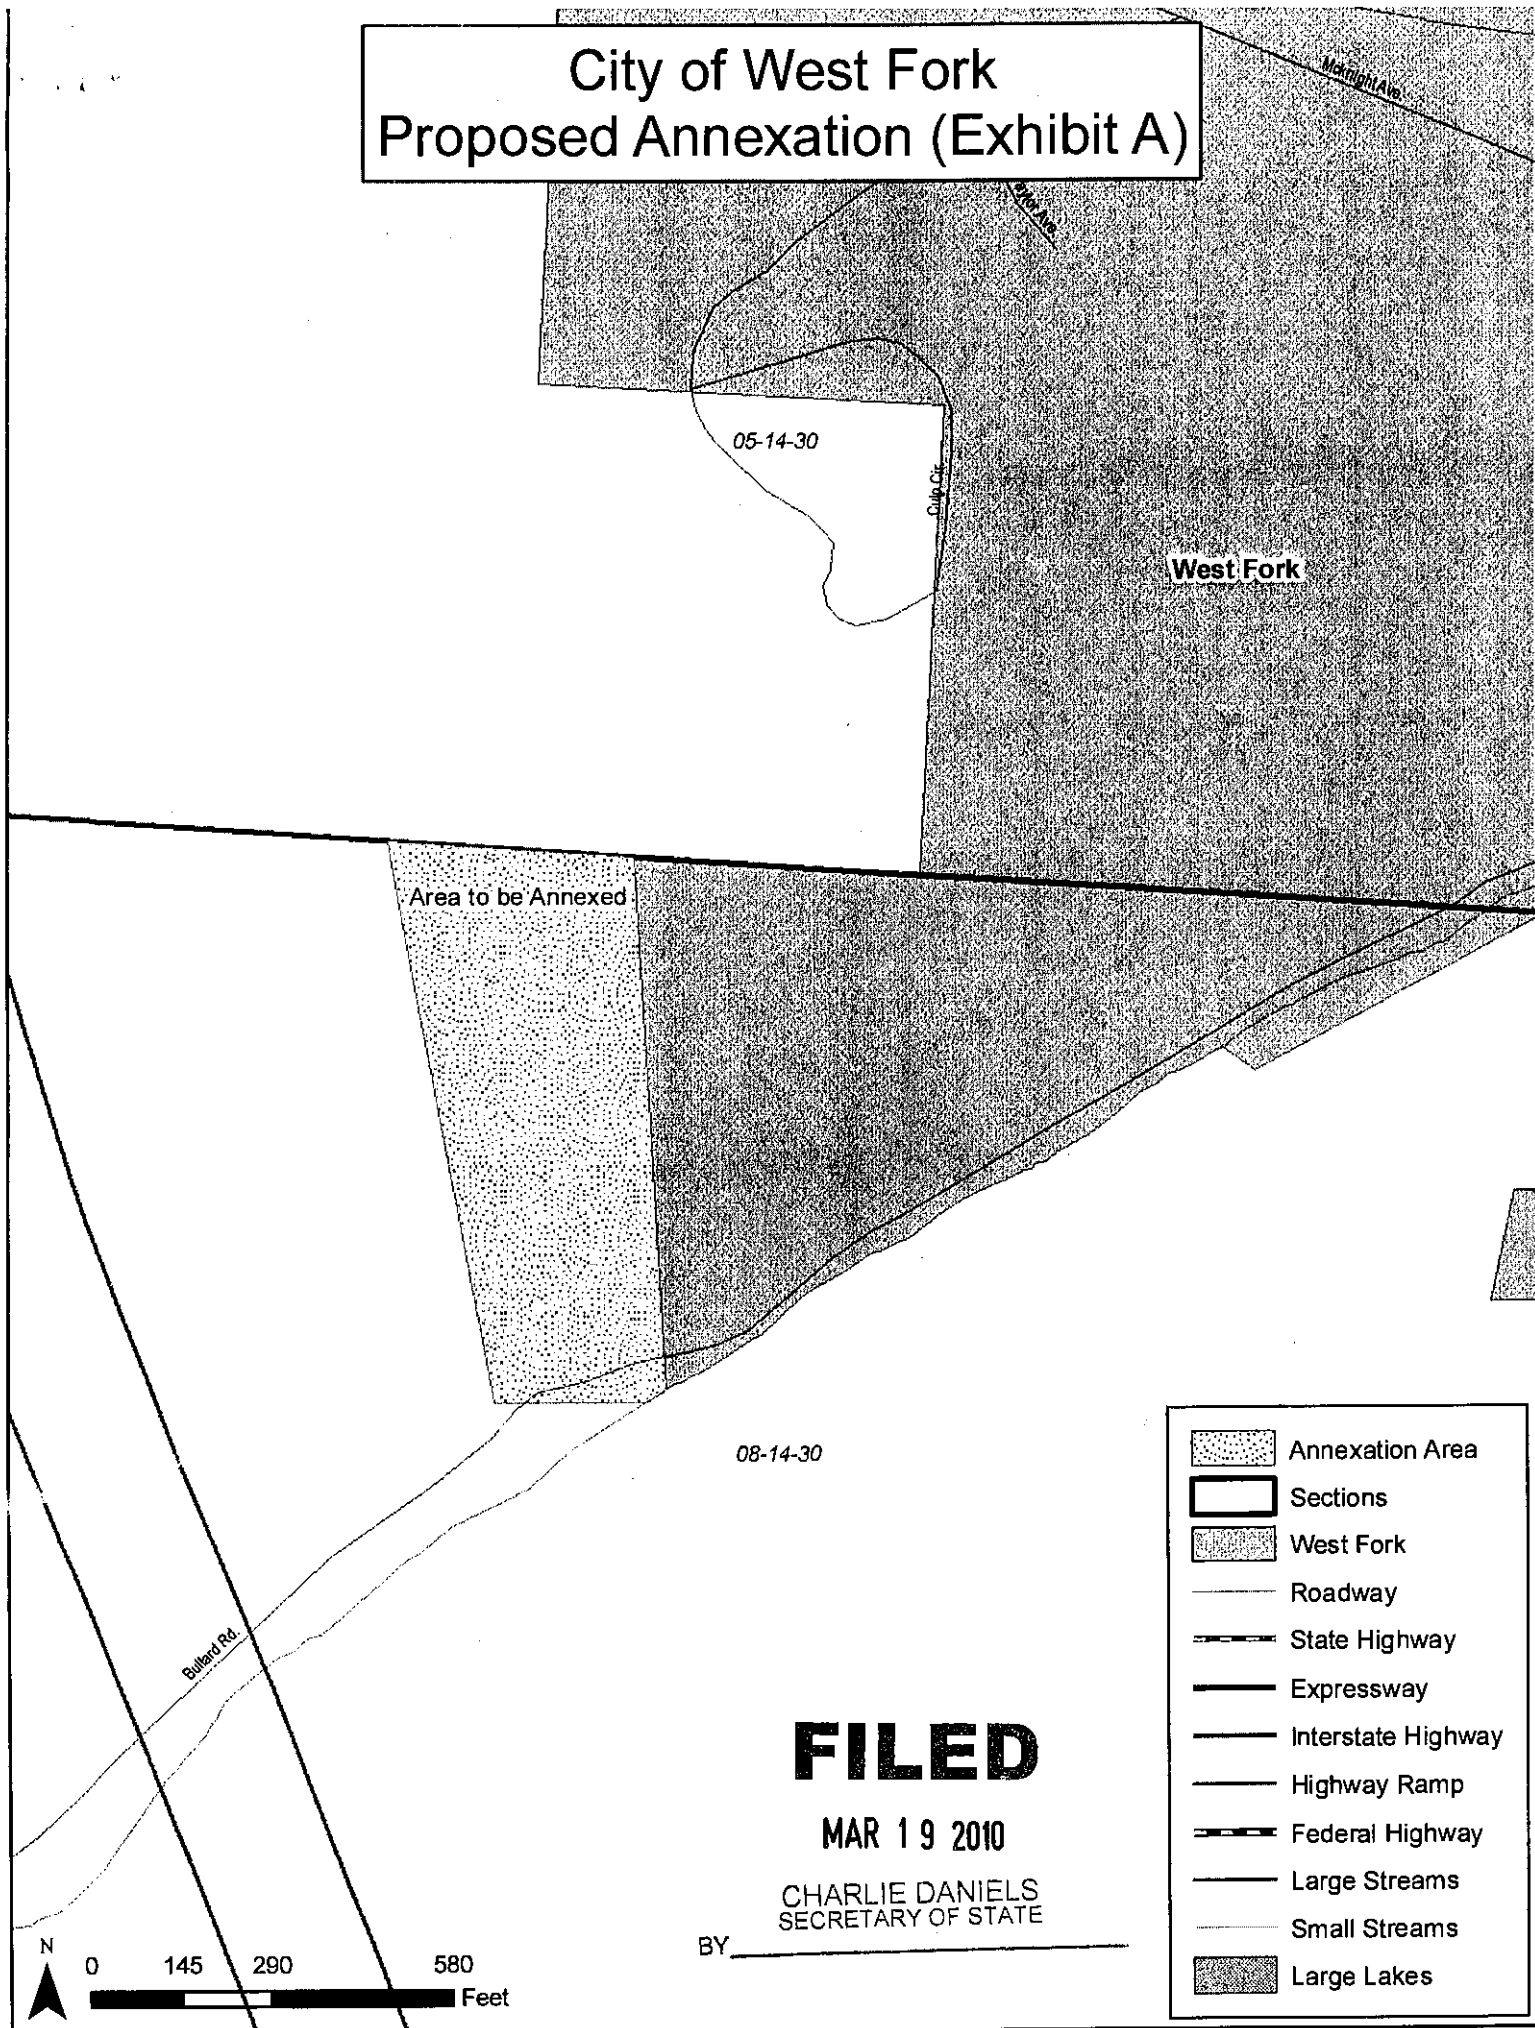 City of West Fork
Proposed Annexation (Exhibit A)
Mcknight Ave.
aylor Ave.
05-14-30
Culp Cir.
West Fork
Area to be Annexed
08-14-30
Bullard Rd.
Annexation Area
Sections
West Fork
Roadway
State Highway
Expressway
Interstate Highway
Highway Ramp
Federal Highway
Large Streams
Small Streams
Large Lakes
FILED
MAR 19 2010
CHARLIE DANIELS
SECRETARY OF STATE
BY
N
0 145 290 580
Feet